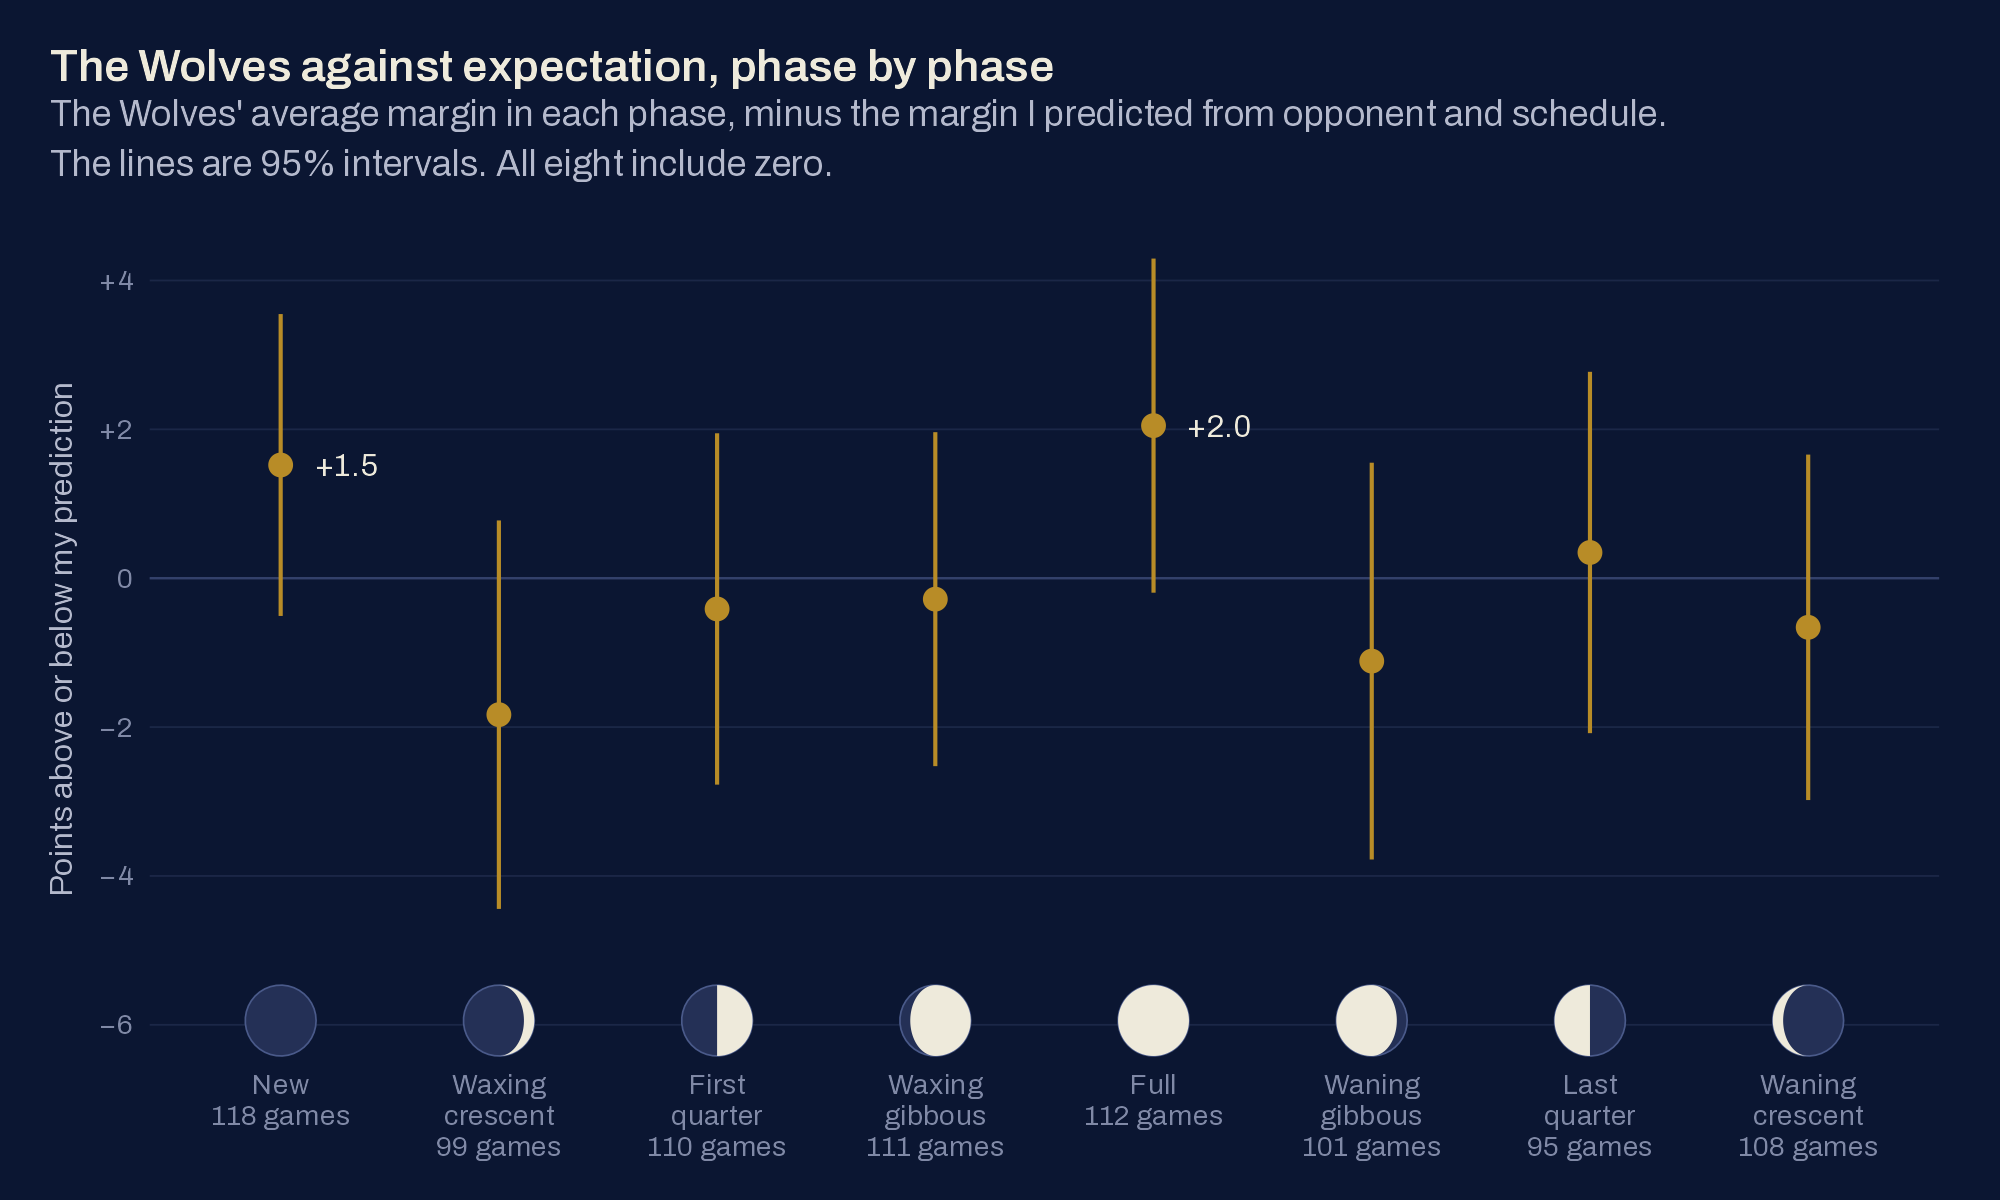 The Wolves against expectation, phase by phase
The Wolves' average margin in each phase, minus the margin I predicted from opponent and schedule.
The lines are 95% intervals. All eight include zero.
Points above or below my prediction
+4
+2
0
−2
−4
−6
+1.5
+2.0
New
118 games
Waxing
crescent
99 games
First
quarter
110 games
Waxing
gibbous
111 games
Full
112 games
Waning
gibbous
101 games
Last
quarter
95 games
Waning
crescent
108 games